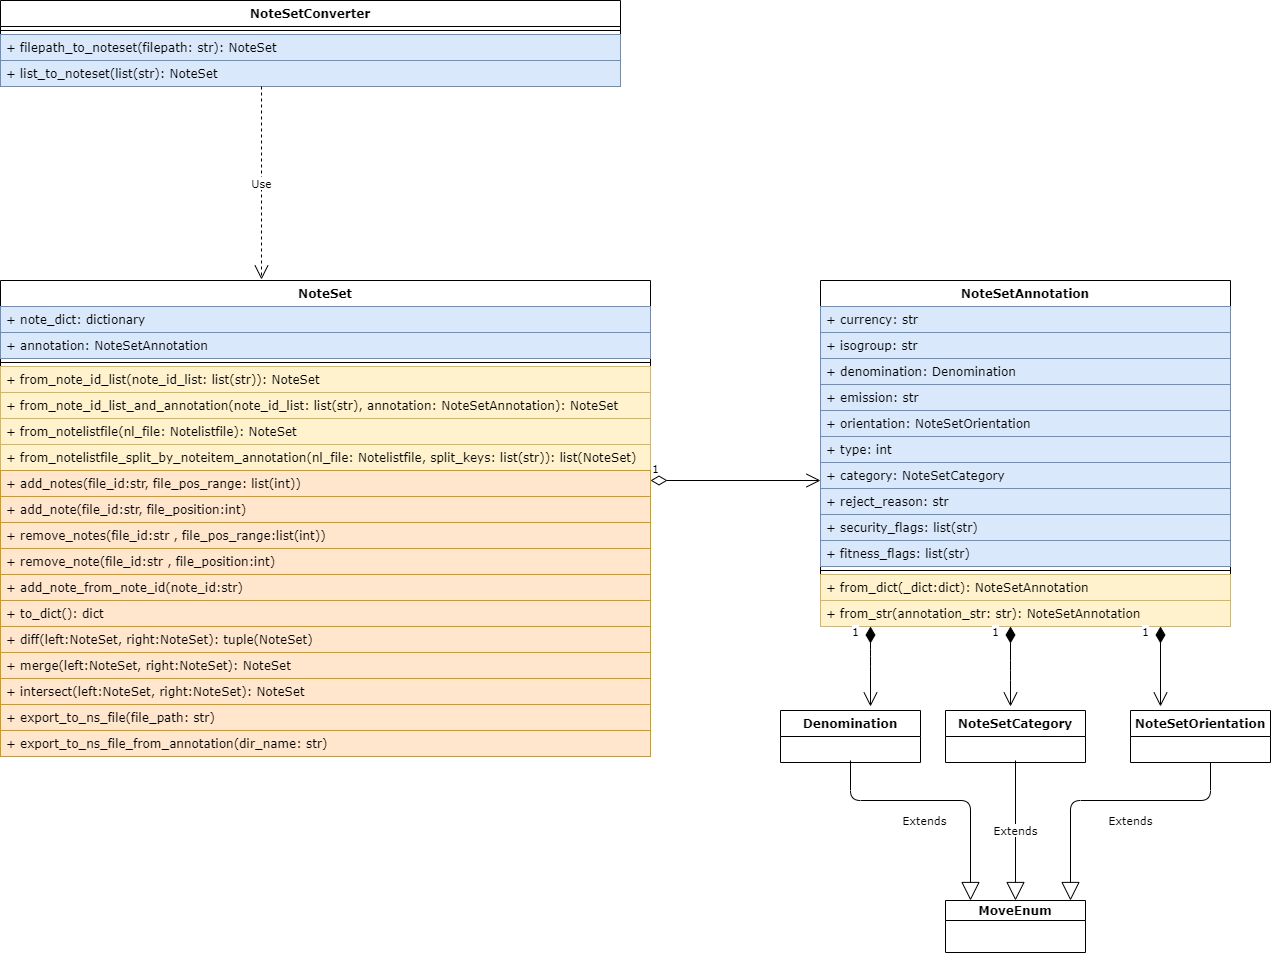 NoteSetConverter
+ filepath_to_noteset(filepath: str): NoteSet
+ list_to_noteset(list(str): NoteSet
Use
NoteSet
+ note_dict: dictionary
+ annotation: NoteSetAnnotation
+ from_note_id_list(note_id_list: list(str)): NoteSet
+ from_note_id_list_and_annotation(note_id_list: list(str), annotation: NoteSetAnnotation): NoteSet
+ from_notelistfile(nl_file: Notelistfile): NoteSet
+ from_notelistfile_split_by_noteitem_annotation(nl_file: Notelistfile, split_keys: list(str)): list(NoteSet)
+ add_notes(file_id:str, file_pos_range: list(int))
+ add_note(file_id:str, file_position:int)
+ remove_notes(file_id:str , file_pos_range:list(int))
+ remove_note(file_id:str , file_position:int)
+ add_note_from_note_id(note_id:str)
+ to_dict(): dict
+ diff(left:NoteSet, right:NoteSet): tuple(NoteSet)
+ merge(left:NoteSet, right:NoteSet): NoteSet
+ intersect(left:NoteSet, right:NoteSet): NoteSet
+ export_to_ns_file(file_path: str)
+ export_to_ns_file_from_annotation(dir_name: str)
1
NoteSetAnnotation
+ currency: str
+ isogroup: str
+ denomination: Denomination
+ emission: str
+ orientation: NoteSetOrientation
+ type: int
+ category: NoteSetCategory
+ reject_reason: str
+ security_flags: list(str)
+ fitness_flags: list(str)
+ from_dict(_dict:dict): NoteSetAnnotation
+ from_str(annotation_str: str): NoteSetAnnotation
1
1
1
Denomination
NoteSetCategory
NoteSetOrientation
Extends
Extends
Extends
MoveEnum